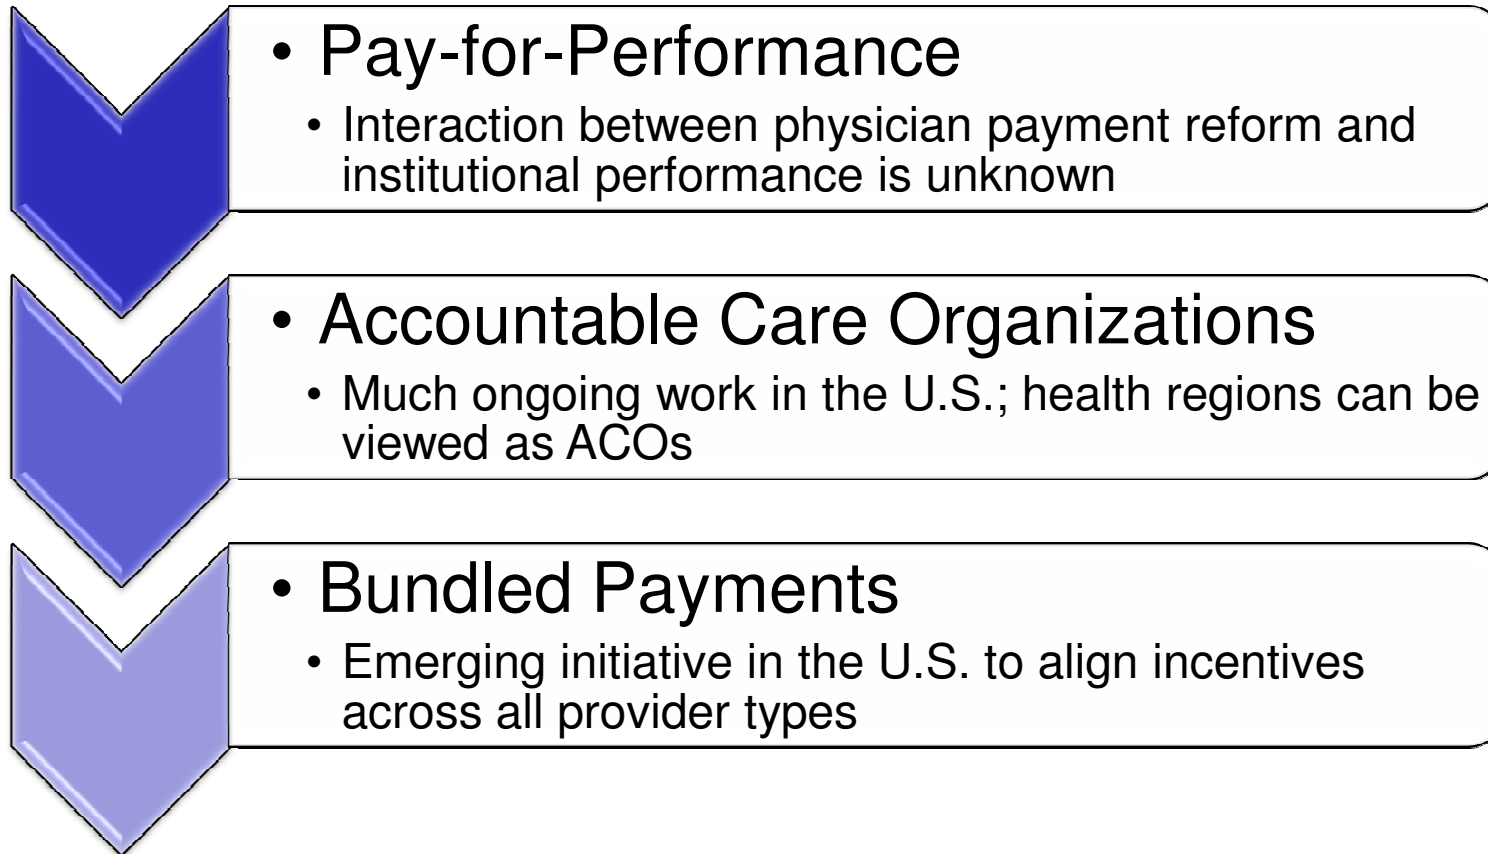 • Pay-for-Performance
• Interaction between physician payment reform and
institutional performance is unknown
• Accountable Care Organizations
• Much ongoing work in the U.S.; health regions can be
viewed as ACOs
• Bundled Payments
• Emerging initiative in the U.S. to align incentives
across all provider types